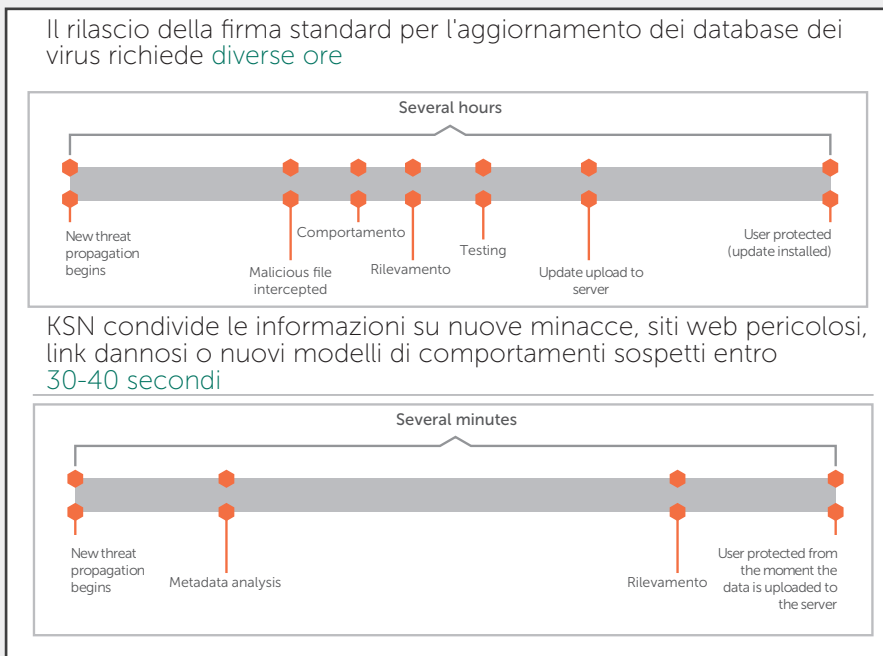 Il rilascio della firma standard per l'aggiornamento dei database dei
virus richiede diverse ore
Several hours
New threat
propagation
begins
Malicious file
intercepted
Comportamento
Rilevamento
Testing
Update upload to
server
User protected
(update installed)
KSN condivide le informazioni su nuove minacce, siti web pericolosi,
link dannosi o nuovi modelli di comportamenti sospetti entro
30-40 secondi
Several minutes
New threat
propagation
begins
Metadata analysis
Rilevamento
User protected from
the moment the
data is uploaded to
the server